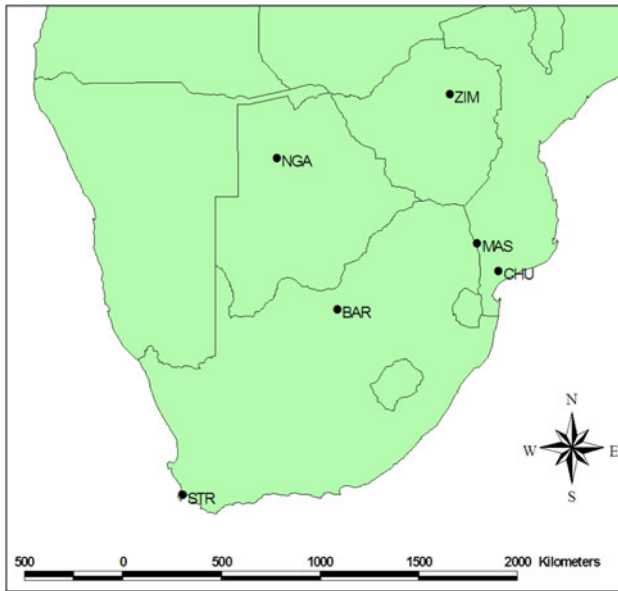 ZIM
NGA
MAS
CHU
BAR
N
W E
S
STR
500 0 500 1000 1500 2000 Kilometers